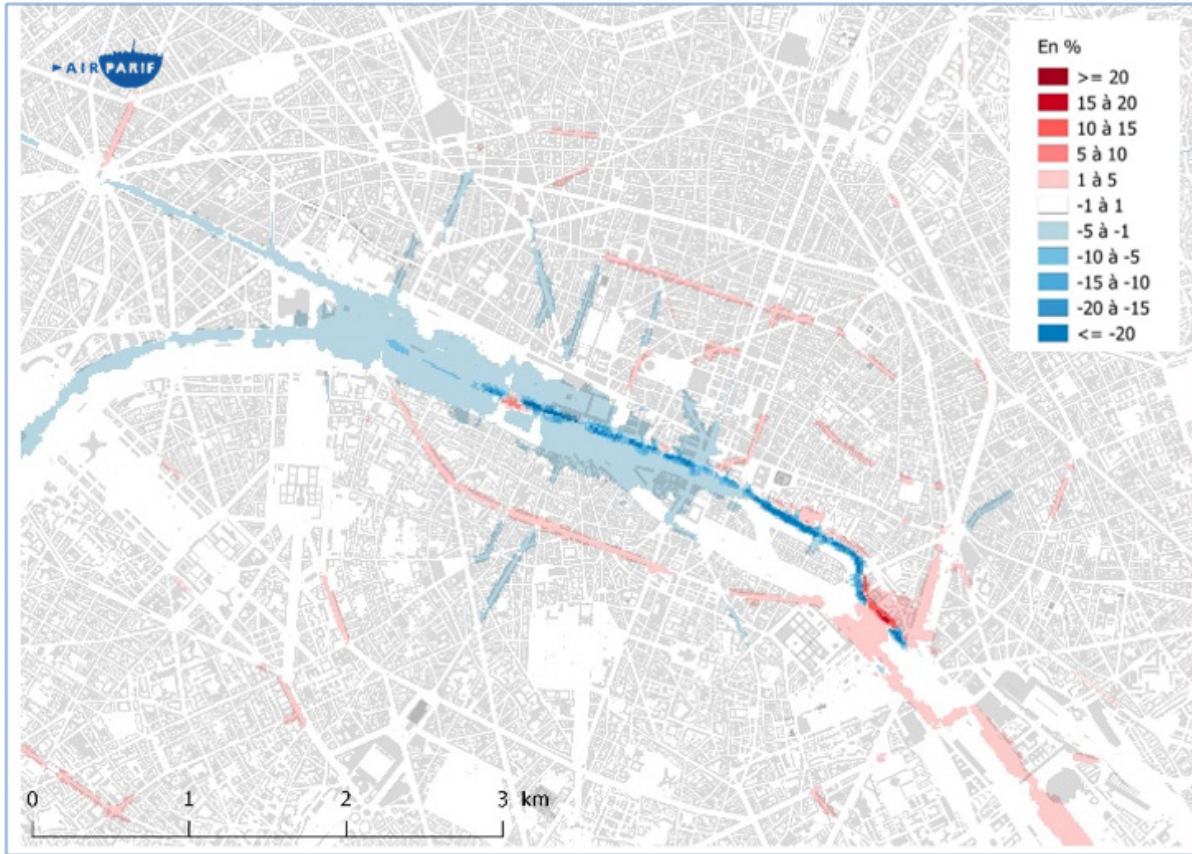 AIRPARIF
En %
>= 20
15 à 20
10 à 15
5 à 10
1 à 5
-1 à 1
-5 à -1
-10 à -5
-15 à -10
-20 à -15
<= -20
0 1 2 3 km